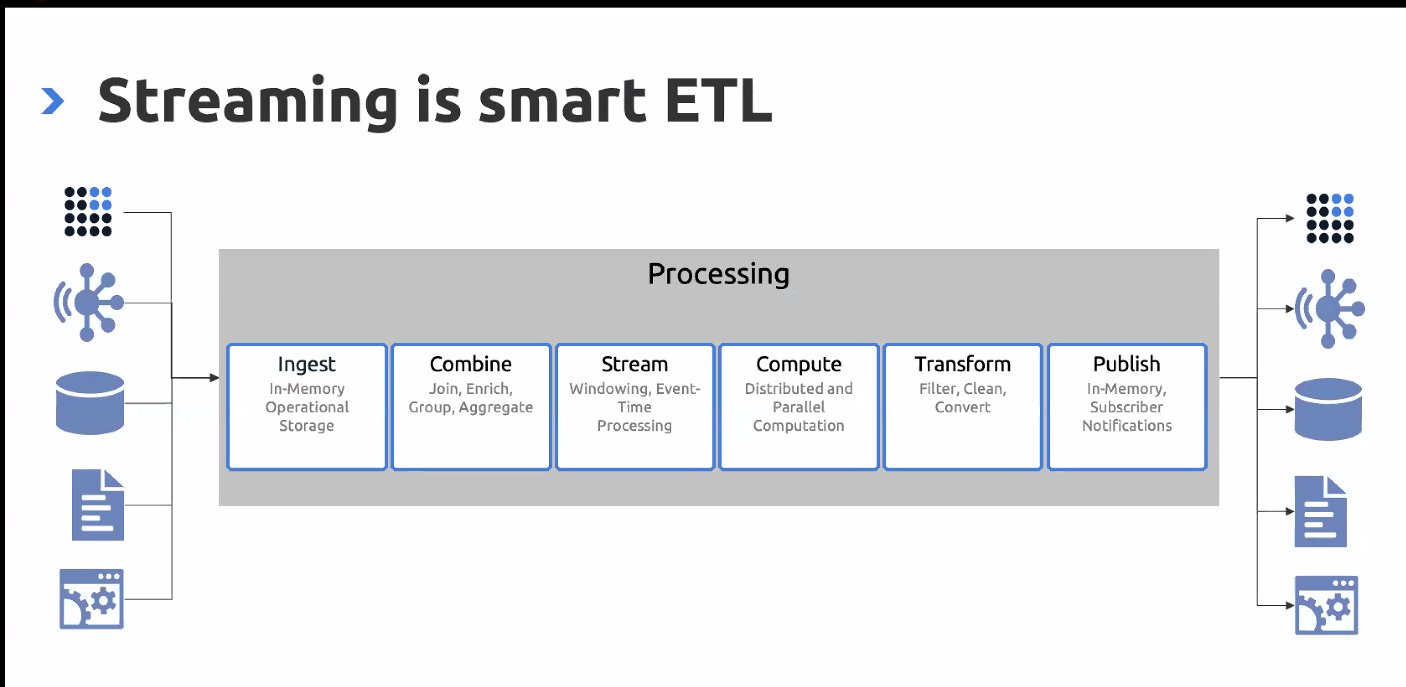 Streaming is smart ETL
Processing
Ingest
In-Memory
Operational
Storage
Combine
Join, Enrich,
Group, Aggregate
Stream
Windowing, Event-
Time
Processing
Compute
Distributed and
Parallel
Computation
Transform
Filter, Clean,
Convert
Publish
In-Memory,
Subscriber
Notifications